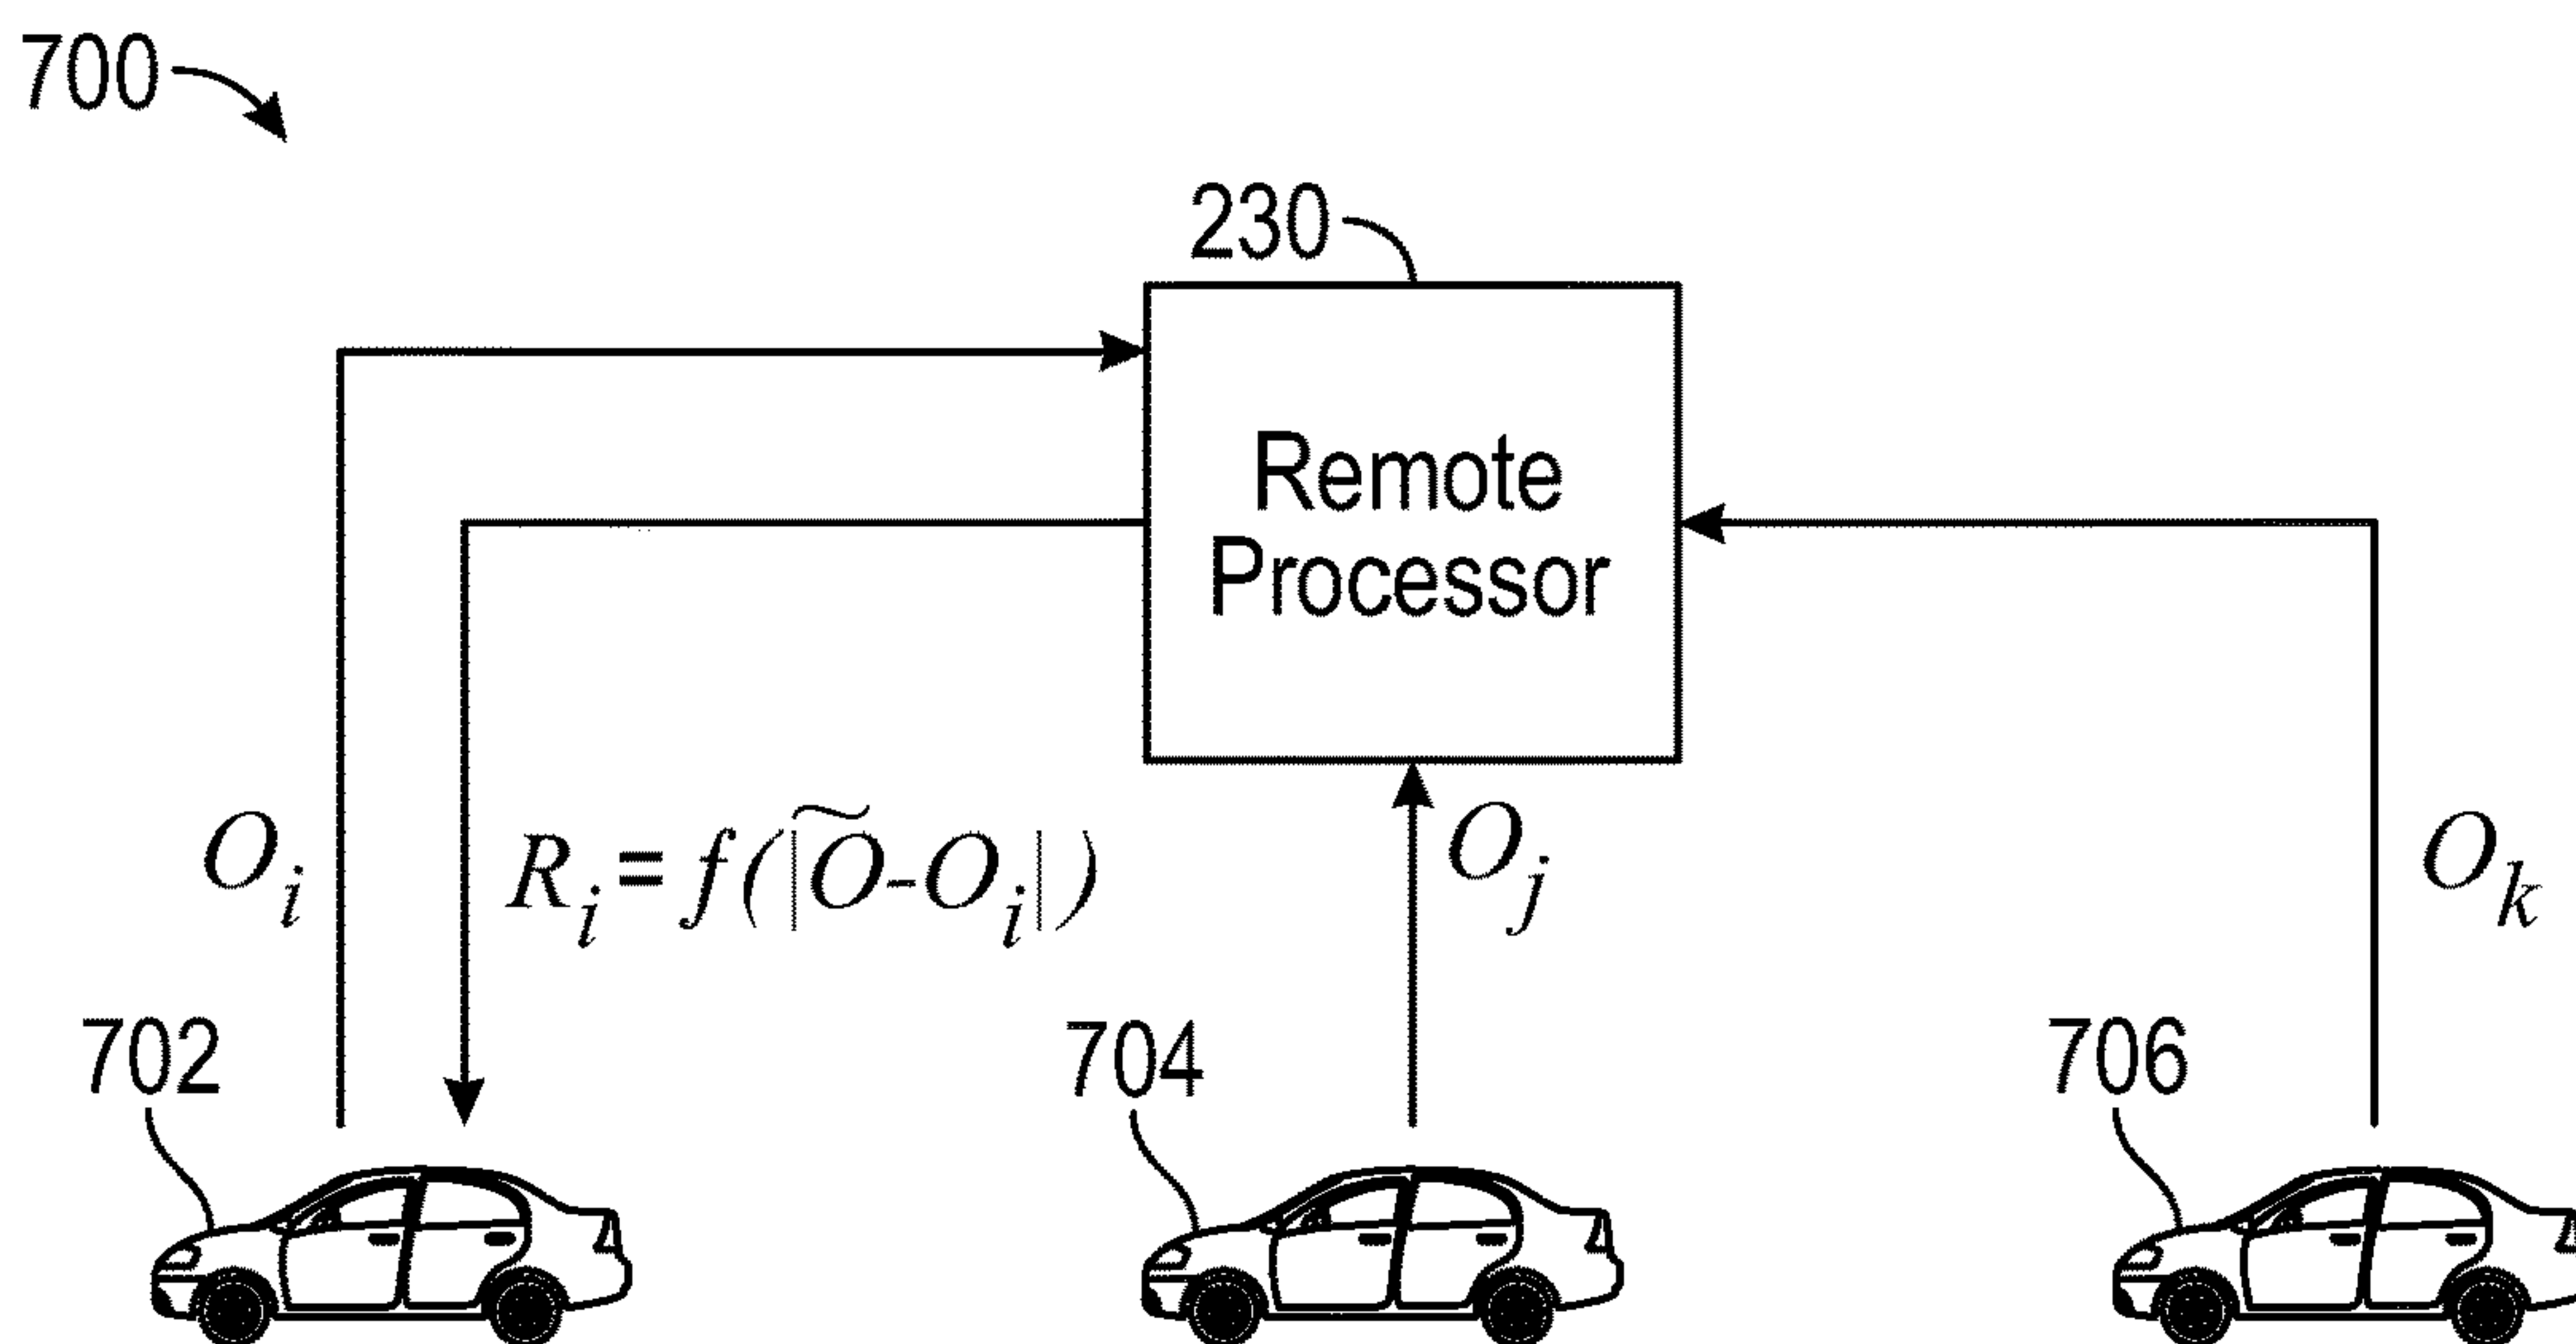 700
230
Remote
Processor
O_i
R_i = f(|Õ-O_i|)
O_j
O_k
702
704
706